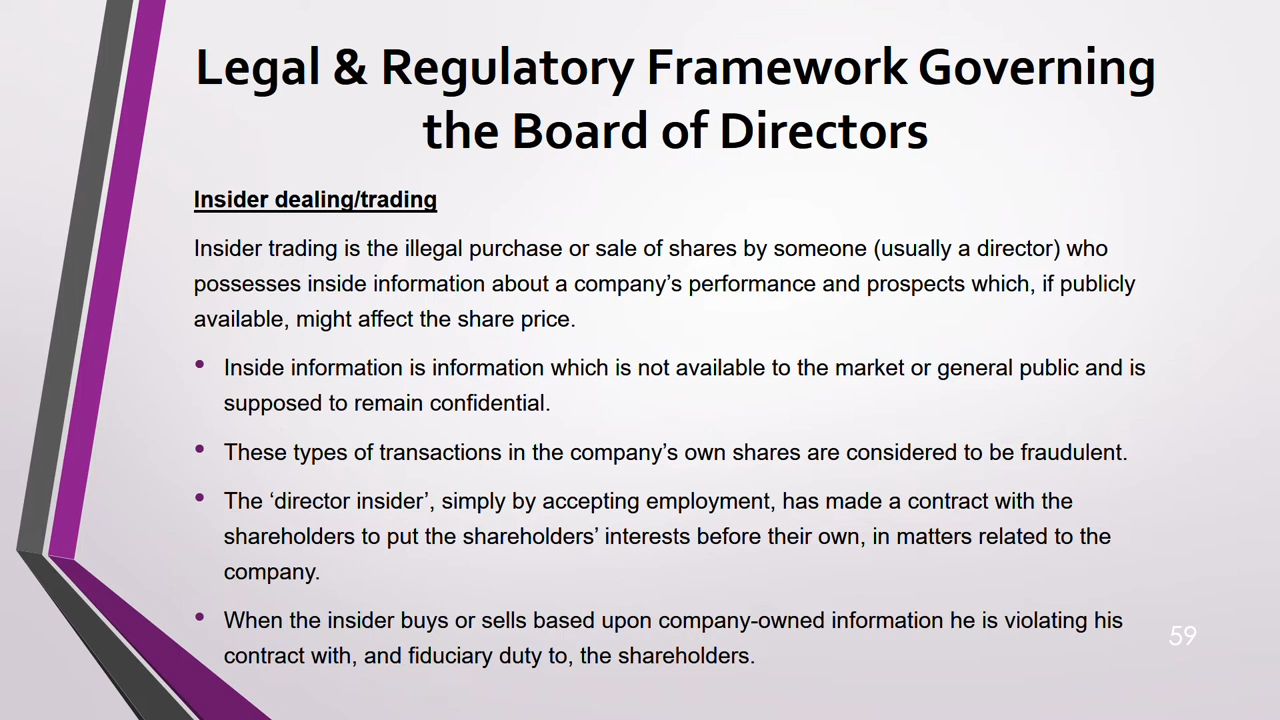 Legal & Regulatory Framework Governing
the Board of Directors
Insider dealing/trading
Insider trading is the illegal purchase or sale of shares by someone (usually a director) who
possesses inside information about a company’s performance and prospects which, if publicly
available, might affect the share price.
• Inside information is information which is not available to the market or general public and is
supposed to remain confidential.
• These types of transactions in the company’s own shares are considered to be fraudulent.
• The ‘director insider’, simply by accepting employment, has made a contract with the
shareholders to put the shareholders’ interests before their own, in matters related to the
company.
• When the insider buys or sells based upon company-owned information he is violating his
contract with, and fiduciary duty to, the shareholders.
59